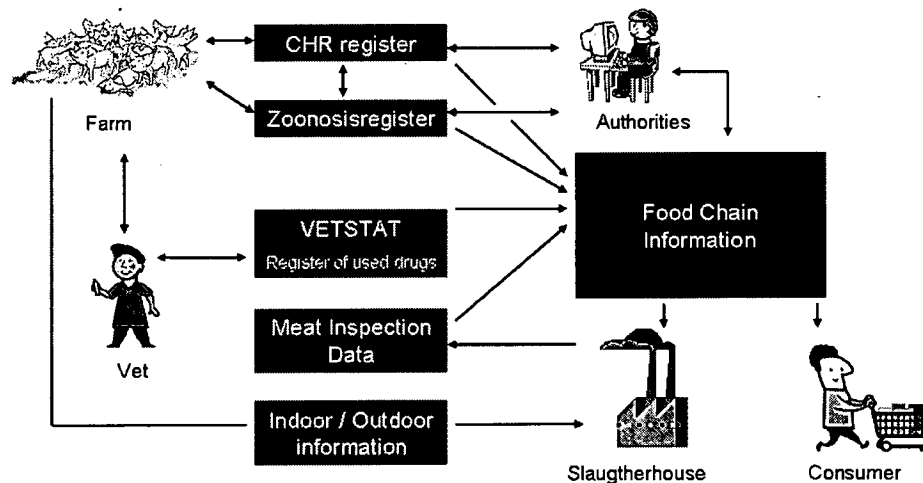 CHR register
Zoonosisregister
Farm
Authorities
Food Chain
Information
VETSTAT
Register of used drugs
Meat Inspection
Data
Vet
Indoor / Outdoor
information
Slaugtherhouse
Consumer